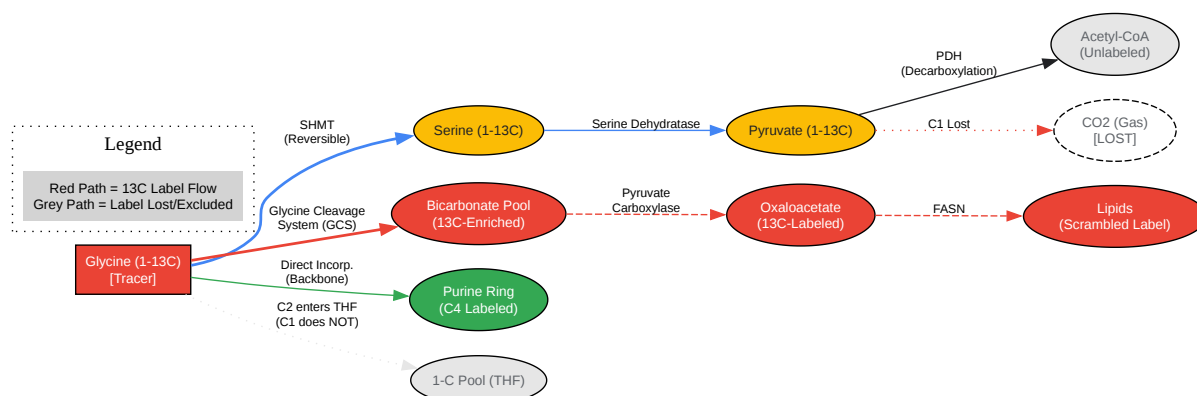 Acetyl-CoA
(Unlabeled)
PDH
(Decarboxylation)
SHMT
(Reversible)
Serine (1-13C)
Serine Dehydratase
Pyruvate (1-13C)
C1 Lost
CO2 (Gas)
[LOST]
Legend
Red Path = 13C Label Flow
Grey Path = Label Lost/Excluded
Glycine Cleavage
System (GCS)
Bicarbonate Pool
(13C-Enriched)
Pyruvate
Carboxylase
Oxaloacetate
(13C-Labeled)
FASN
Lipids
(Scrambled Label)
Glycine (1-13C)
[Tracer]
Direct Incorp.
(Backbone)
Purine Ring
(C4 Labeled)
C2 enters THF
(C1 does NOT)
1-C Pool (THF)